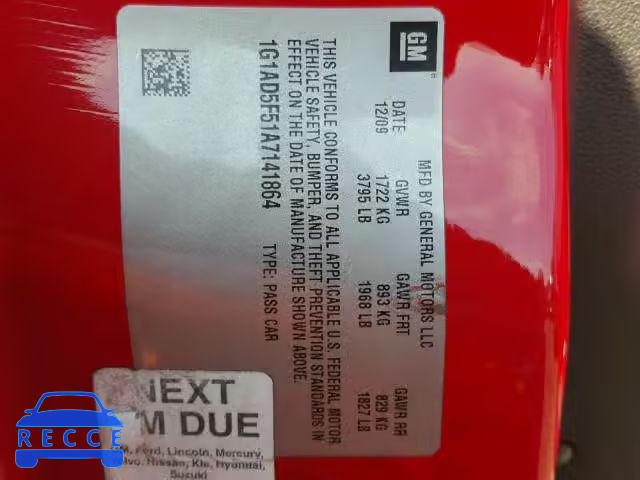 GM
MFD BY GENERAL MOTORS LLC
DATE: GVWR GAWR FRT GAWR RR
12/09 1722 KG 893 KG 829 KG
3795 LB 1968 LB 1827 LB
THIS VEHICLE CONFORMS TO ALL APPLICABLE U.S. FEDERAL MOTOR
VEHICLE SAFETY, BUMPER, AND THEFT PREVENTION STANDARDS IN
EFFECT ON THE DATE OF MANUFACTURE SHOWN ABOVE.
1G1AD5F51A7141864 TYPE: PASS CAR
NEXT
DUE
Ford, Lincoln, Mercury,
Nissan, Kia, Hyundai,
Suzuki
RECCE